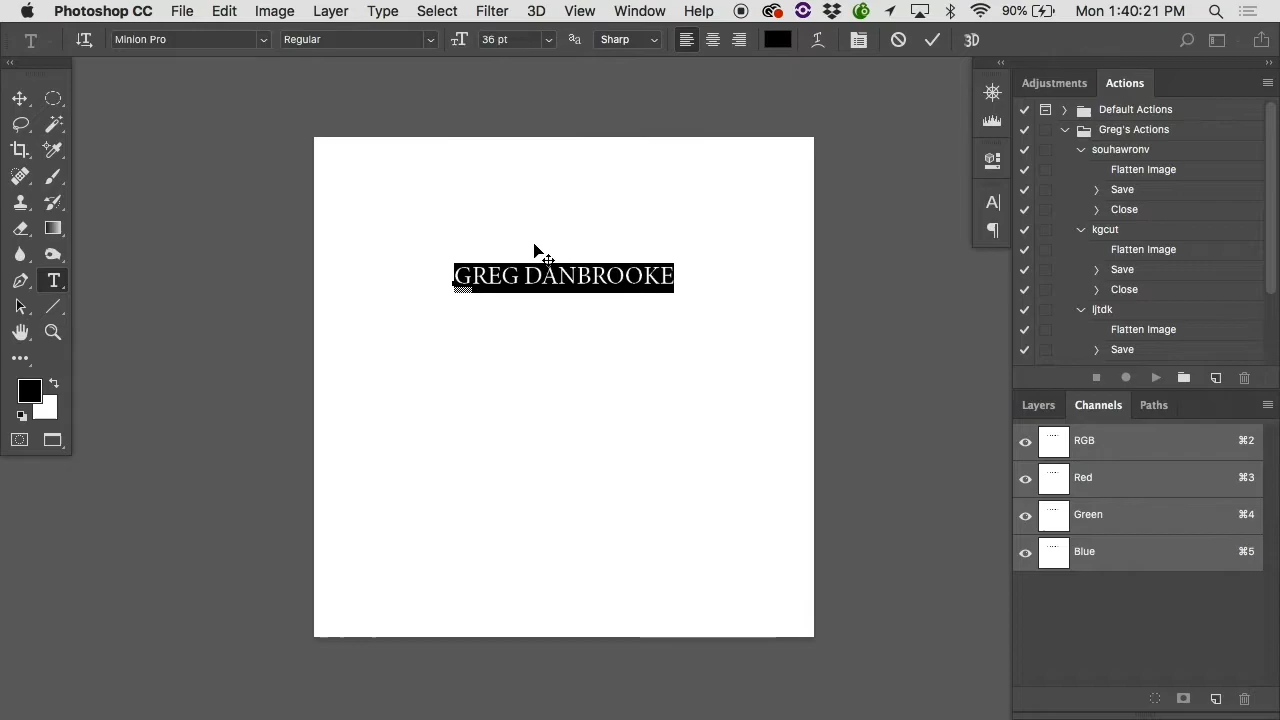 Photoshop CC File Edit Image Layer Type Select Filter 3D View Window Help 90% Mon 1:40:21 PM
T Minion Pro Regular 36 pt Sharp 3D
Adjustments Actions
Default Actions
Greg's Actions
souhawronv
Flatten Image
Save
Close
kgcut
Flatten Image
Save
Close
ljtdk
Flatten Image
Save
GREG DANBROOKE
Layers Channels Paths
RGB ⌘2
Red ⌘3
Green ⌘4
Blue ⌘5